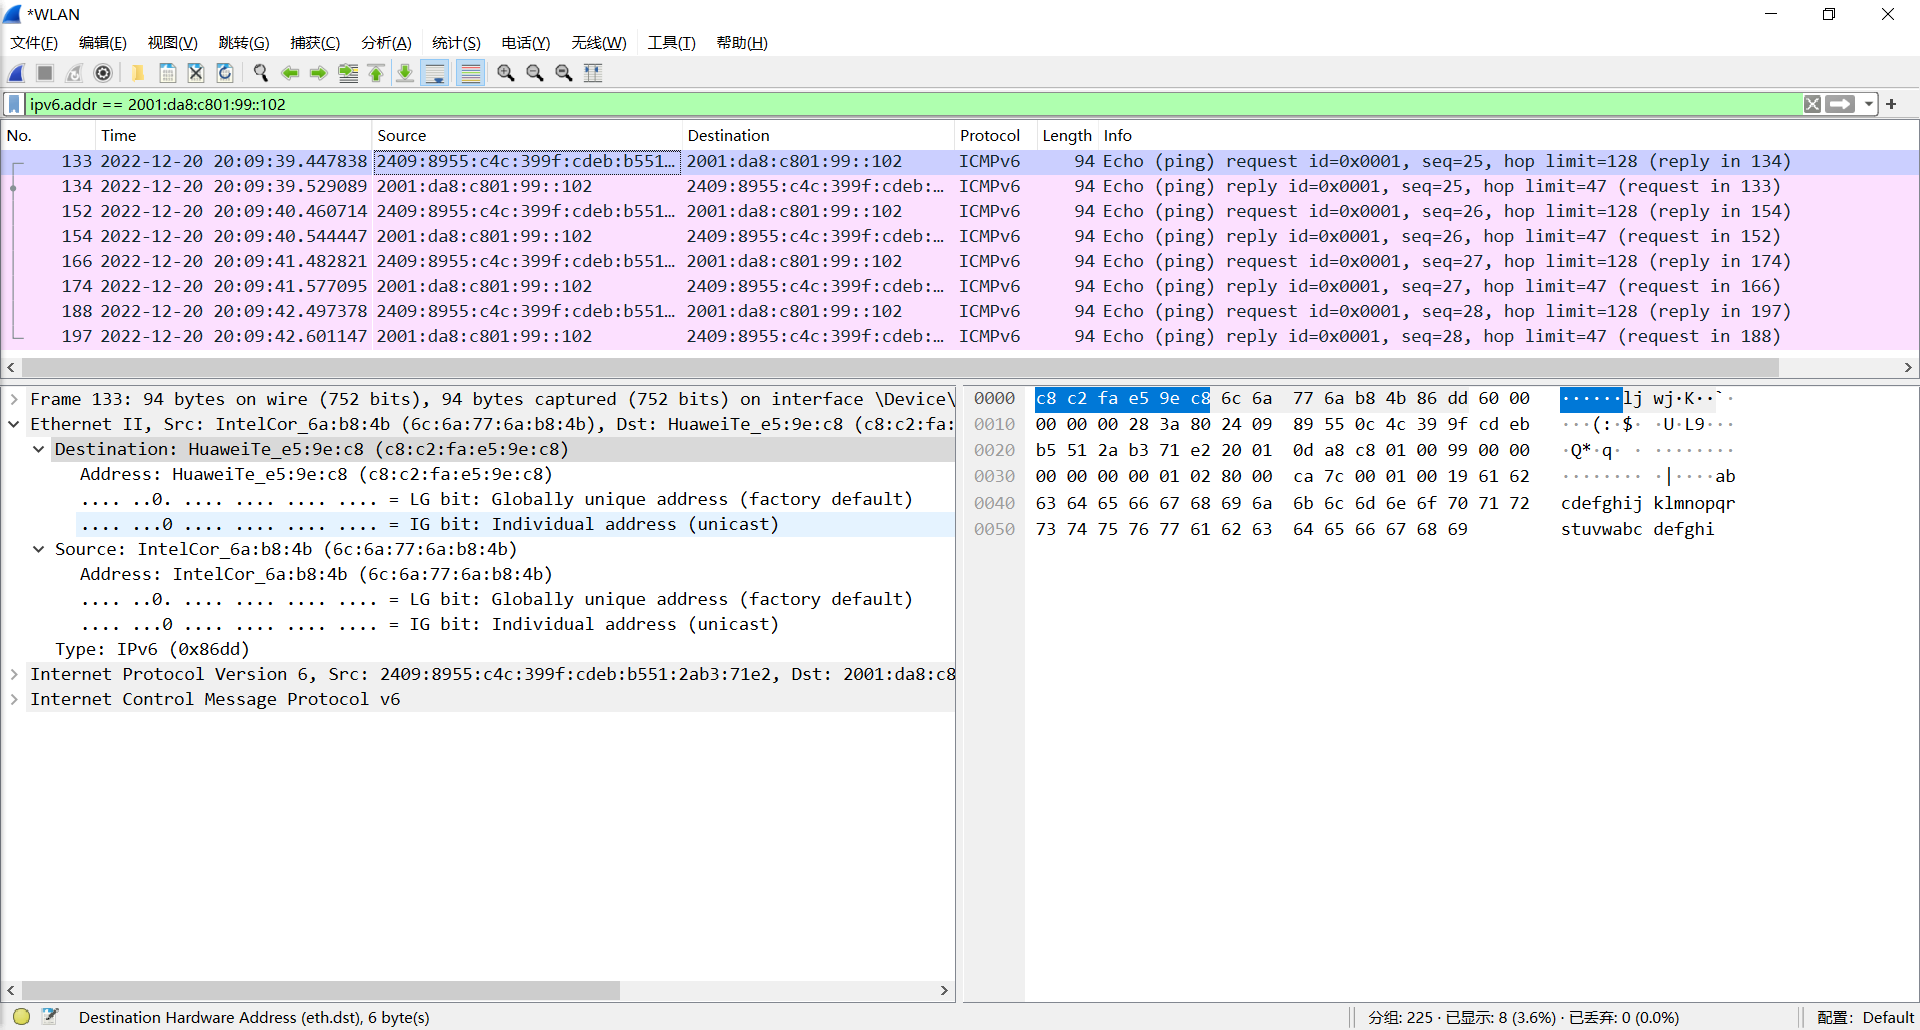 *WLAN
文件(F) 编辑(E) 视图(V) 跳转(G) 捕获(C) 分析(A) 统计(S) 电话(Y) 无线(W) 工具(T) 帮助(H)
ipv6.addr == 2001:da8:c801:99::102
No. Time Source Destination Protocol Length Info
133 2022-12-20 20:09:39.447838 2409:8955:c4c:399f:cdeb:b551… 2001:da8:c801:99::102 ICMPv6 94 Echo (ping) request id=0x0001, seq=25, hop limit=128 (reply in 134)
134 2022-12-20 20:09:39.529089 2001:da8:c801:99::102 2409:8955:c4c:399f:cdeb:… ICMPv6 94 Echo (ping) reply id=0x0001, seq=25, hop limit=47 (request in 133)
152 2022-12-20 20:09:40.460714 2409:8955:c4c:399f:cdeb:b551… 2001:da8:c801:99::102 ICMPv6 94 Echo (ping) request id=0x0001, seq=26, hop limit=128 (reply in 154)
154 2022-12-20 20:09:40.544447 2001:da8:c801:99::102 2409:8955:c4c:399f:cdeb:… ICMPv6 94 Echo (ping) reply id=0x0001, seq=26, hop limit=47 (request in 152)
166 2022-12-20 20:09:41.482821 2409:8955:c4c:399f:cdeb:b551… 2001:da8:c801:99::102 ICMPv6 94 Echo (ping) request id=0x0001, seq=27, hop limit=128 (reply in 174)
174 2022-12-20 20:09:41.577095 2001:da8:c801:99::102 2409:8955:c4c:399f:cdeb:… ICMPv6 94 Echo (ping) reply id=0x0001, seq=27, hop limit=47 (request in 166)
188 2022-12-20 20:09:42.497378 2409:8955:c4c:399f:cdeb:b551… 2001:da8:c801:99::102 ICMPv6 94 Echo (ping) request id=0x0001, seq=28, hop limit=128 (reply in 197)
197 2022-12-20 20:09:42.601147 2001:da8:c801:99::102 2409:8955:c4c:399f:cdeb:… ICMPv6 94 Echo (ping) reply id=0x0001, seq=28, hop limit=47 (request in 188)
Frame 133: 94 bytes on wire (752 bits), 94 bytes captured (752 bits) on interface \Device\
Ethernet II, Src: IntelCor_6a:b8:4b (6c:6a:77:6a:b8:4b), Dst: HuaweiTe_e5:9e:c8 (c8:c2:fa:
Destination: HuaweiTe_e5:9e:c8 (c8:c2:fa:e5:9e:c8)
Address: HuaweiTe_e5:9e:c8 (c8:c2:fa:e5:9e:c8)
.... ..0. .... .... .... .... = LG bit: Globally unique address (factory default)
.... ...0 .... .... .... .... = IG bit: Individual address (unicast)
Source: IntelCor_6a:b8:4b (6c:6a:77:6a:b8:4b)
Address: IntelCor_6a:b8:4b (6c:6a:77:6a:b8:4b)
.... ..0. .... .... .... .... = LG bit: Globally unique address (factory default)
.... ...0 .... .... .... .... = IG bit: Individual address (unicast)
Type: IPv6 (0x86dd)
Internet Protocol Version 6, Src: 2409:8955:c4c:399f:cdeb:b551:2ab3:71e2, Dst: 2001:da8:c8
Internet Control Message Protocol v6
0000 c8 c2 fa e5 9e c8 6c 6a 77 6a b8 4b 86 dd 60 00 ······lj wj·K··`·
0010 00 00 00 28 3a 80 24 09 89 55 0c 4c 39 9f cd eb ···(:·$· ·U·L9···
0020 b5 51 2a b3 71 e2 20 01 0d a8 c8 01 00 99 00 00 ·Q*·q· · ········
0030 00 00 00 00 01 02 80 00 ca 7c 00 01 00 19 61 62 ········ ·|····ab
0040 63 64 65 66 67 68 69 6a 6b 6c 6d 6e 6f 70 71 72 cdefghij klmnopqr
0050 73 74 75 76 77 61 62 63 64 65 66 67 68 69 stuvwabc defghi
Destination Hardware Address (eth.dst), 6 byte(s) 分组: 225 · 已显示: 8 (3.6%) · 已丢弃: 0 (0.0%) 配置: Default